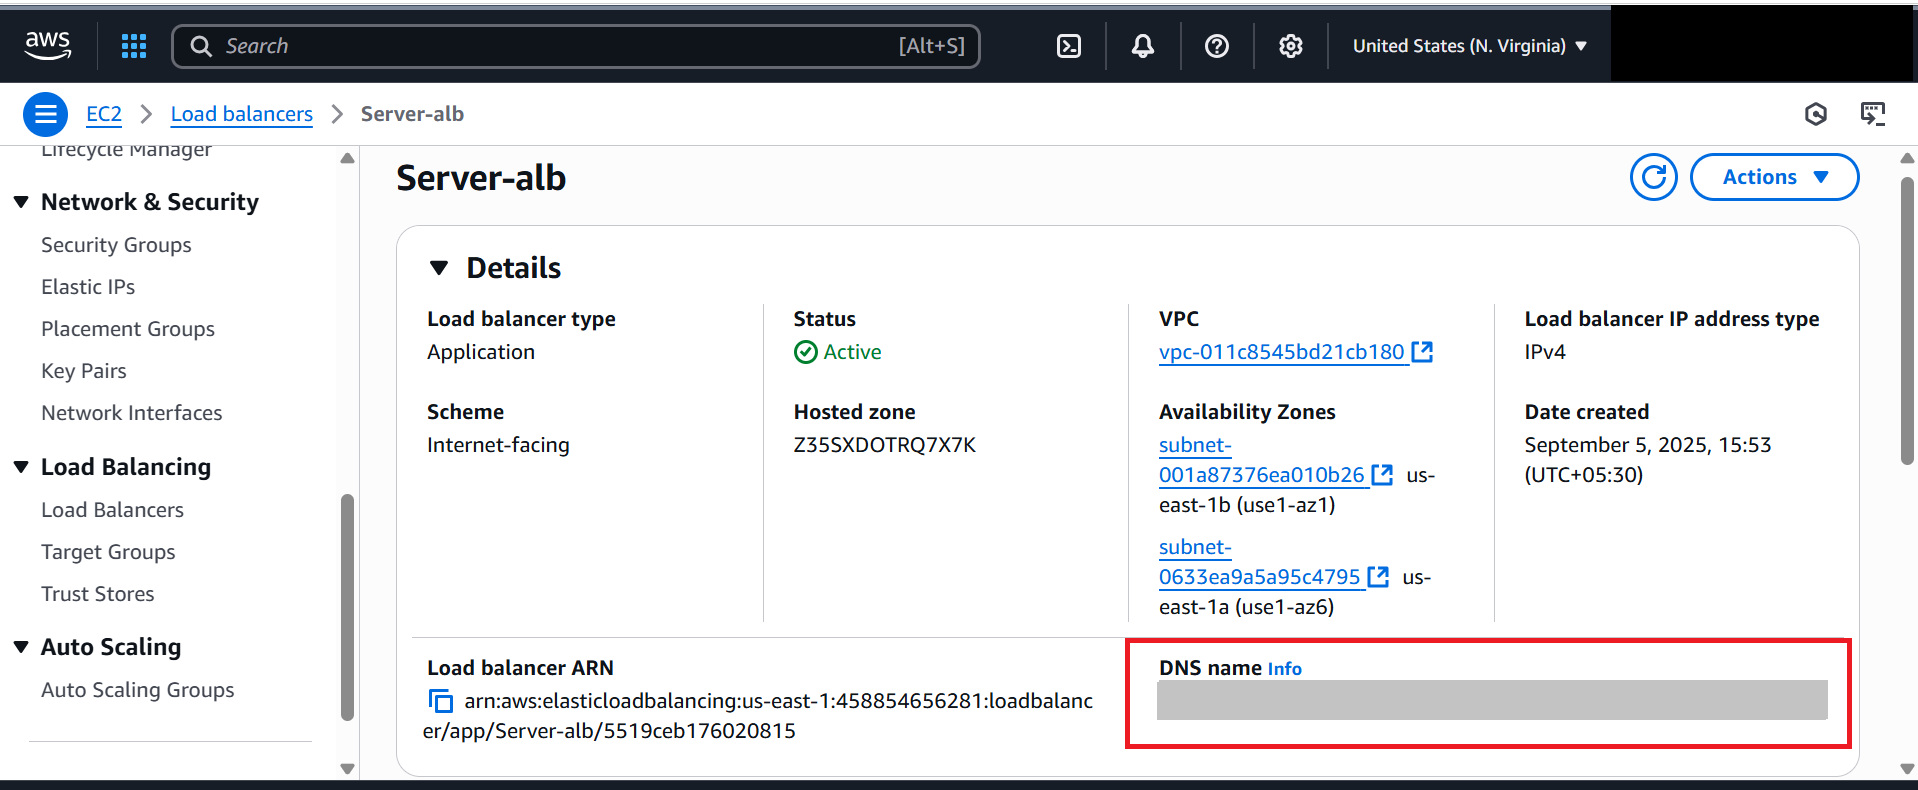 aws
Search [Alt+S]
United States (N. Virginia)
EC2 Load balancers Server-alb
Lifecycle Manager
Network & Security
Security Groups
Elastic IPs
Placement Groups
Key Pairs
Network Interfaces
Load Balancing
Load Balancers
Target Groups
Trust Stores
Auto Scaling
Auto Scaling Groups
Server-alb
Actions
Details
Load balancer type
Application
Status
Active
VPC
vpc-011c8545bd21cb180
Load balancer IP address type
IPv4
Scheme
Internet-facing
Hosted zone
Z35SXDOTRQ7X7K
Availability Zones
subnet-
001a87376ea010b26 us-
east-1b (use1-az1)
subnet-
0633ea9a5a95c4795 us-
east-1a (use1-az6)
Date created
September 5, 2025, 15:53
(UTC+05:30)
Load balancer ARN
arn:aws:elasticloadbalancing:us-east-1:458854656281:loadbalanc
er/app/Server-alb/5519ceb176020815
DNS name Info